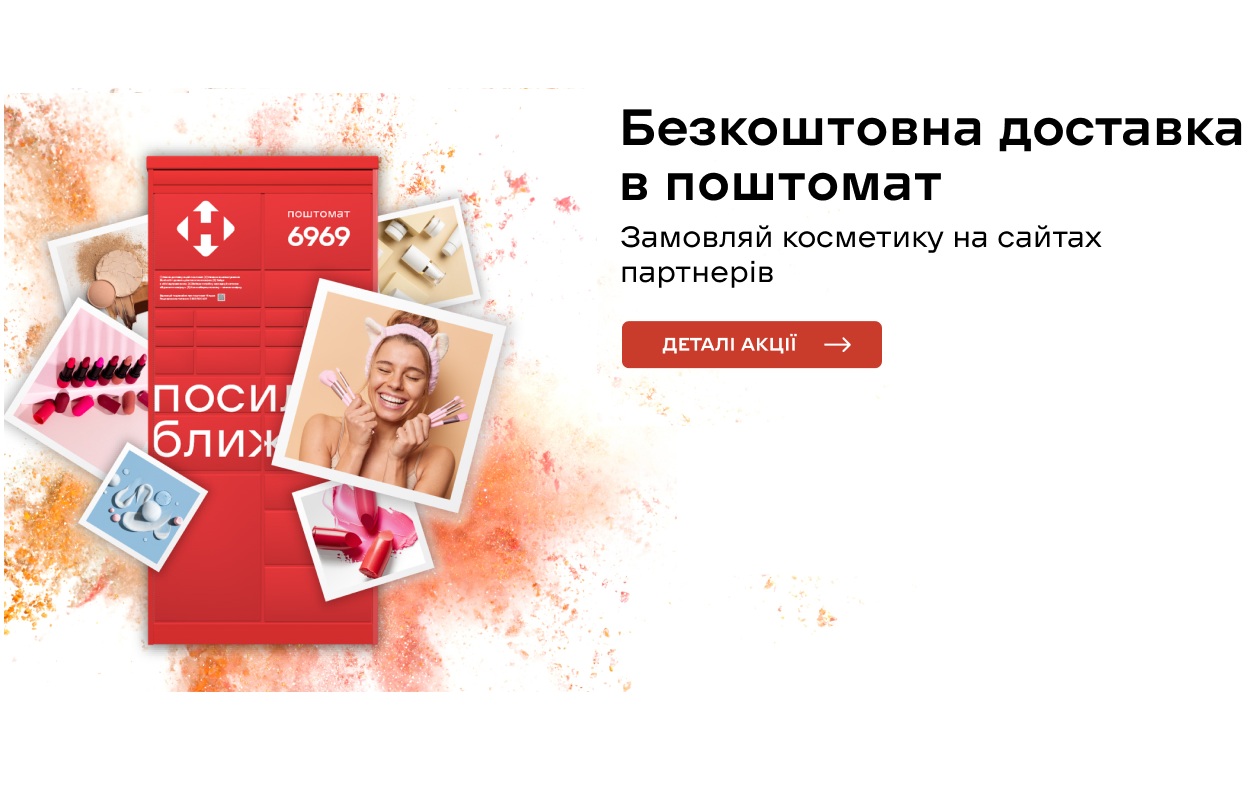 Безкоштовна доставка
в поштомат
Замовляй косметику на сайтах
партнерів
ДЕТАЛІ АКЦІЇ
поштомат
6969
посил
ближ